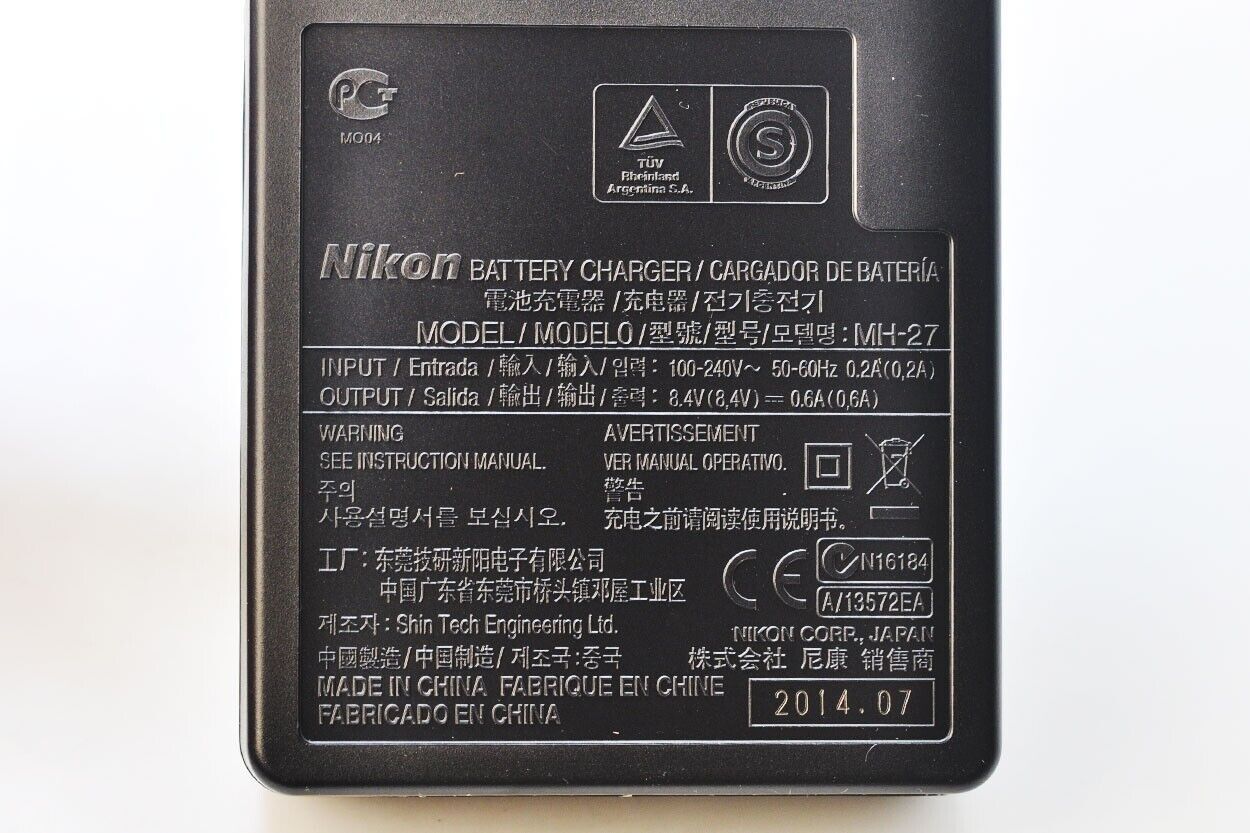 PCT
MO04
TÜV
Rheinland
Argentina S.A.
REPUBLICA
S
ARGENTINA
Nikon BATTERY CHARGER / CARGADOR DE BATERÍA
電池充電器 / 充电器 / 전기충전기
MODEL / MODELO / 型號 / 型号 / 모델명 : MH-27
INPUT / Entrada / 輸入 / 输入 / 입력 : 100-240V~ 50-60Hz 0.2A (0,2A)
OUTPUT / Salida / 輸出 / 输出 / 출력 : 8.4V (8,4V) ⎓ 0.6A (0,6A)
WARNING
SEE INSTRUCTION MANUAL.
주의
사용설명서를 보십시오.
AVERTISSEMENT
VER MANUAL OPERATIVO.
警告
充电之前请阅读使用说明书。
工厂: 东莞技研新阳电子有限公司
中国广东省东莞市桥头镇邓屋工业区
제조자 : Shin Tech Engineering Ltd.
中國製造 / 中国制造 / 제조국 : 중국
MADE IN CHINA FABRIQUE EN CHINE
FABRICADO EN CHINA
CE
N16184
A/13572EA
NIKON CORP., JAPAN
株式会社 尼康 销售商
2014.07